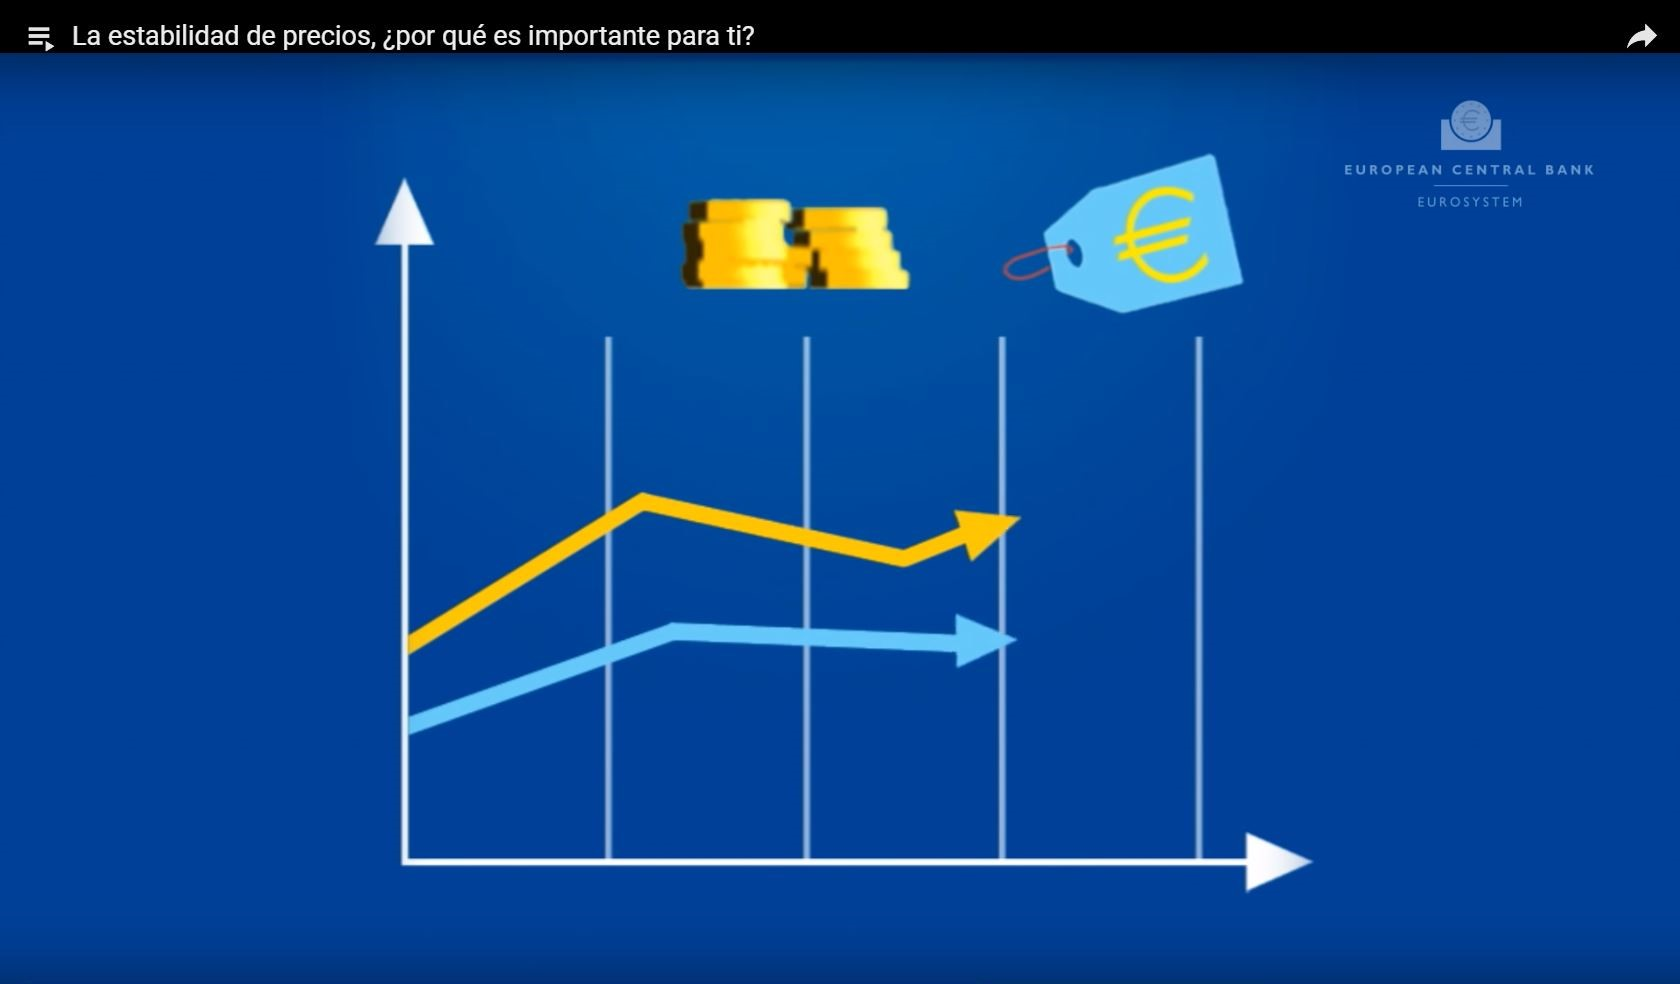 La estabilidad de precios, ¿por qué es importante para ti?
EUROPEAN CENTRAL BANK
EUROSYSTEM
€